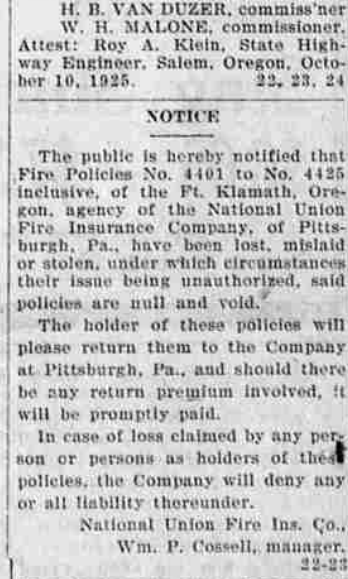 H. B. VAN DUZER, commiss'ner
W. H. MALONE, commissioner.
Attest: Roy A. Klein, State High-
way Engineer, Salem, Oregon, Octo-
ber 10, 1925. 22, 23, 24
NOTICE
The public is hereby notified that
Fire Policies No. 4401 to No. 4425
inclusive, of the Ft. Klamath, Ore-
gon, agency of the National Union
Fire Insurance Company, of Pitts-
burgh, Pa., have been lost, mislaid
or stolen, under which circumstances
their issue being unauthorized, said
policies are null and void.
The holder of these policies will
please return them to the Company
at Pittsburgh, Pa., and should there
be any return premium involved, it
will be promptly paid.
In case of loss claimed by any per-
son or persons as holders of these
policies, the Company will deny any
or all liability thereunder.
National Union Fire Ins. Co.,
Wm. P. Cossell, manager.
22-23